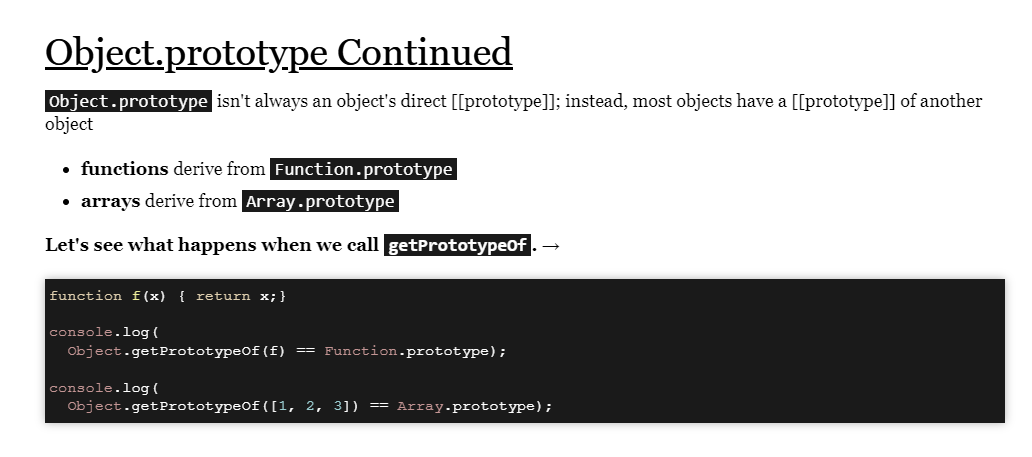 Object.prototype Continued
Object.prototype isn't always an object's direct [[prototype]]; instead, most objects have a [[prototype]] of another
object
• functions derive from Function.prototype
• arrays derive from Array.prototype
Let's see what happens when we call getPrototypeOf. →
function f(x) { return x;}
console.log(
  Object.getPrototypeOf(f) == Function.prototype);
console.log(
  Object.getPrototypeOf([1, 2, 3]) == Array.prototype);